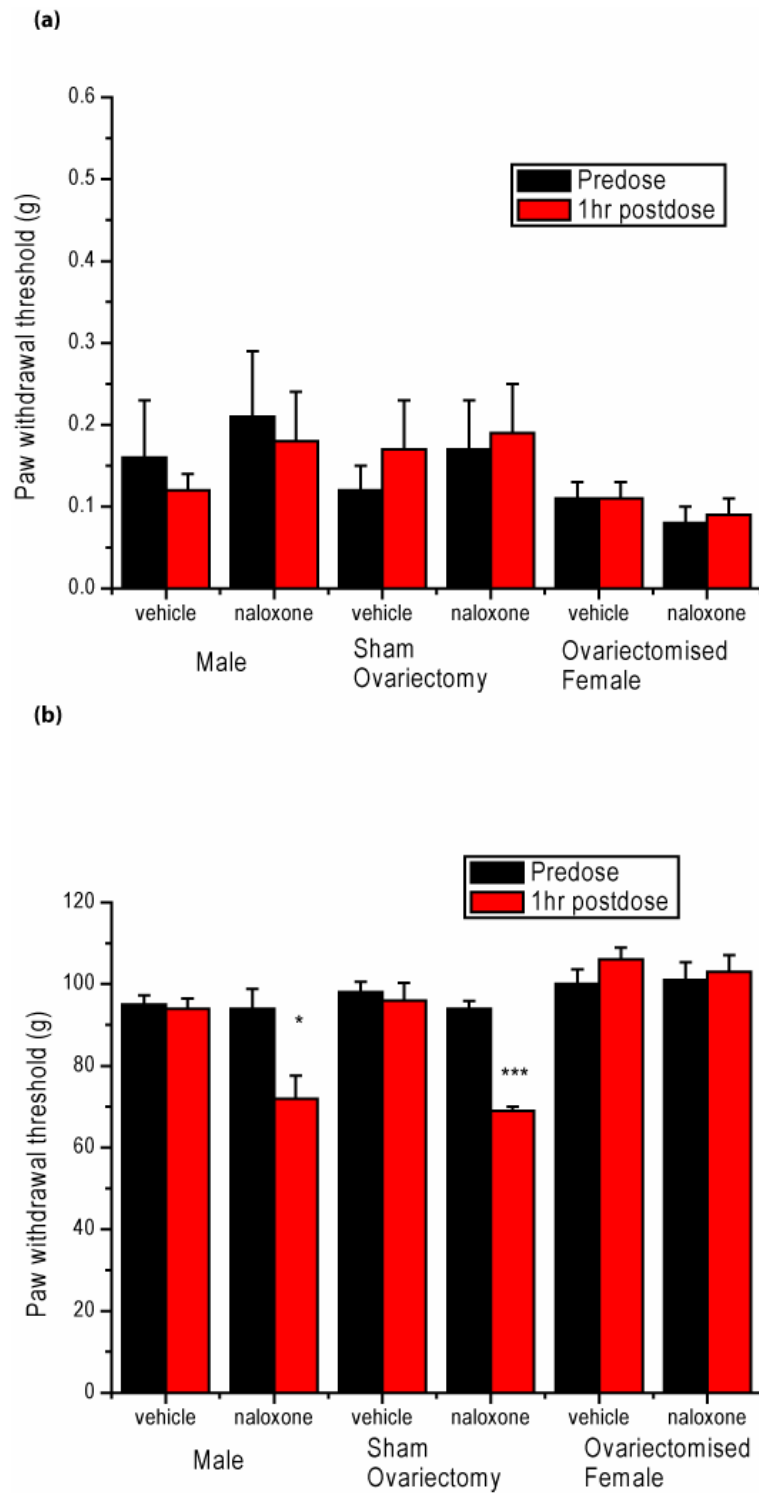 (a)
0.6
0.5
0.4
0.3
0.2
0.1
0.0
Paw withdrawal threshold (g)
Predose
1hr postdose
vehicle naloxone vehicle naloxone vehicle naloxone
Male
Sham
Ovariectomy
Ovariectomised
Female
(b)
120
100
80
60
40
20
0
Paw withdrawal threshold (g)
Predose
1hr postdose
*
***
vehicle naloxone vehicle naloxone vehicle naloxone
Male
Sham
Ovariectomy
Ovariectomised
Female